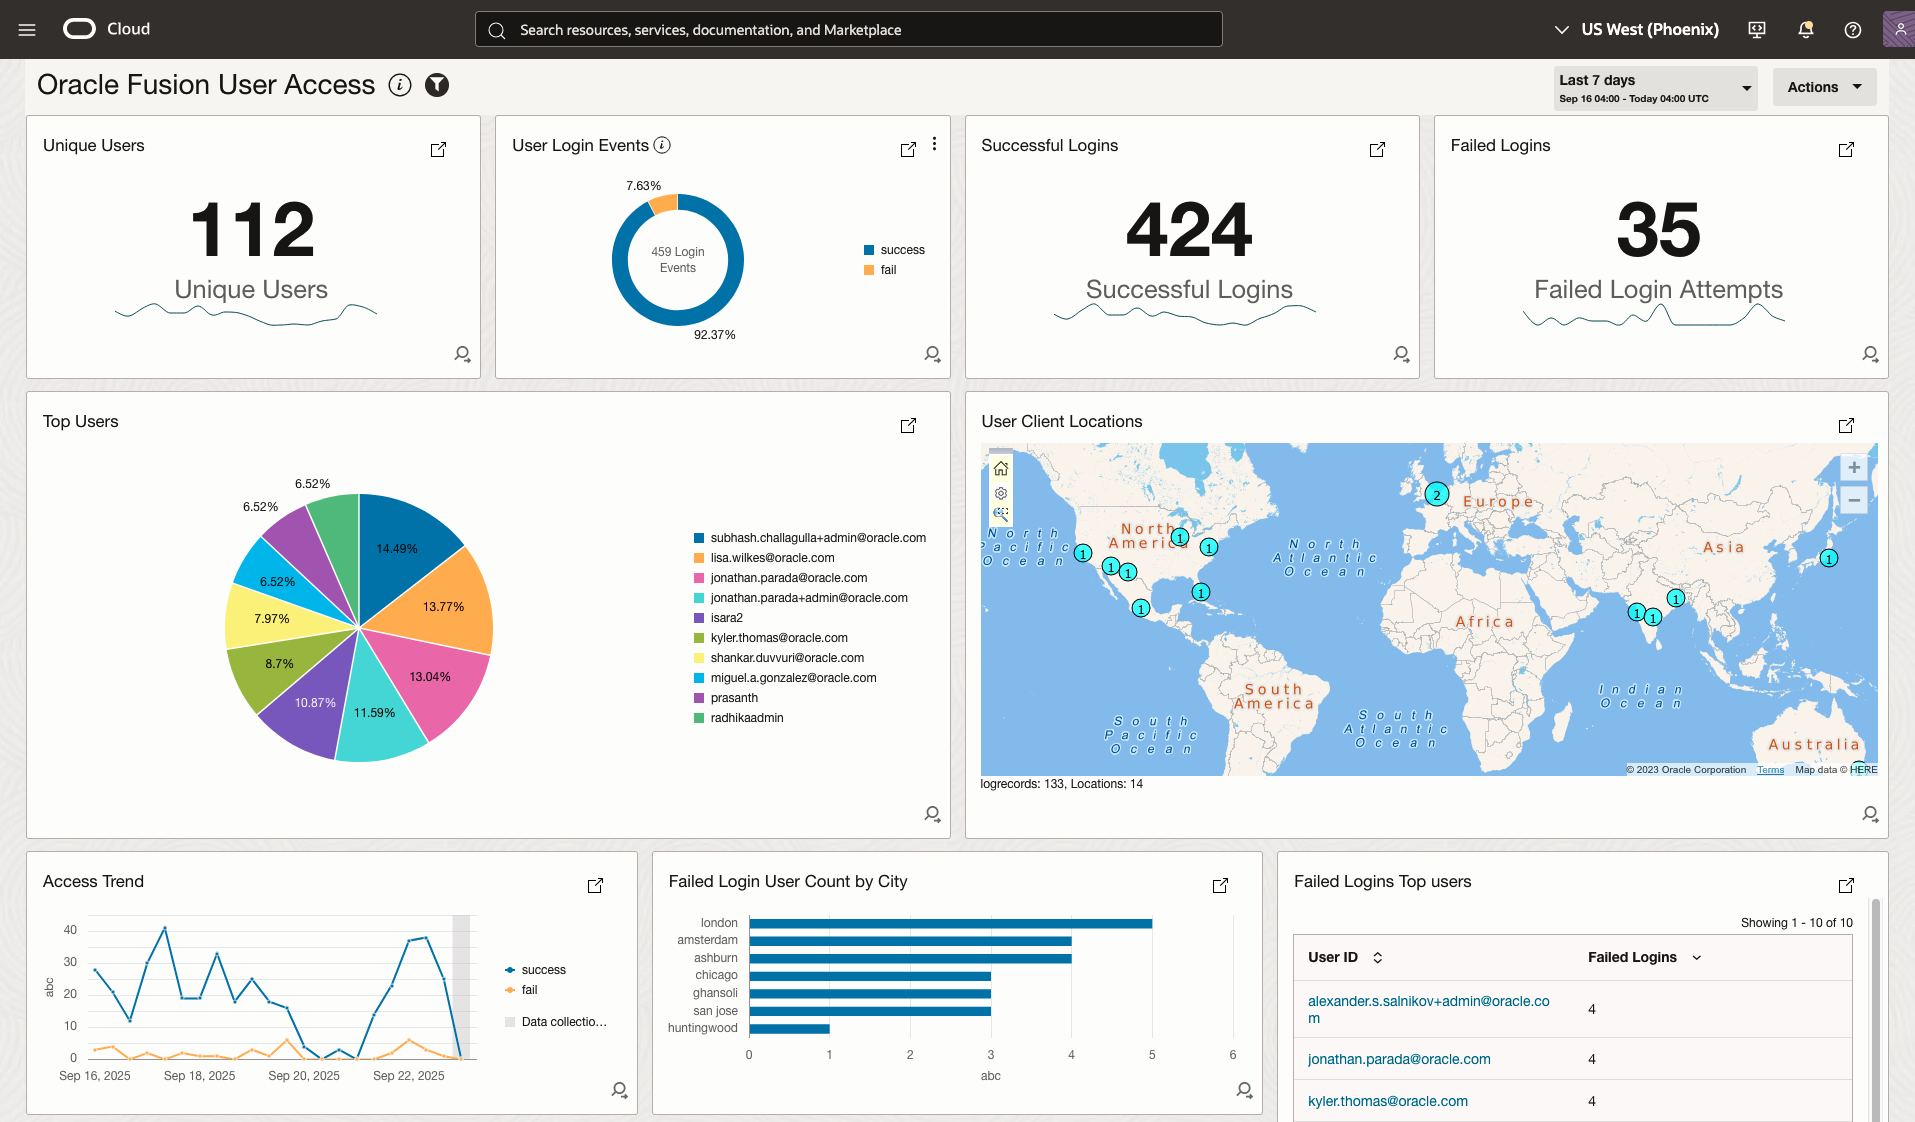 Cloud
Search resources, services, documentation, and Marketplace
US West (Phoenix)
Oracle Fusion User Access
Last 7 days
Sep 16 04:00 - Today 04:00 UTC
Actions
Unique Users
112
Unique Users
User Login Events
7.63%
459 Login
Events
92.37%
success
fail
Successful Logins
424
Successful Logins
Failed Logins
35
Failed Login Attempts
Top Users
6.52%
6.52%
14.49%
13.77%
6.52%
7.97%
8.7%
13.04%
10.87%
11.59%
subhash.challagulla+admin@oracle.com
lisa.wilkes@oracle.com
jonathan.parada@oracle.com
jonathan.parada+admin@oracle.com
isara2
kyler.thomas@oracle.com
shankar.duvvuri@oracle.com
miguel.a.gonzalez@oracle.com
prasanth
radhikaadmin
User Client Locations
+
−
2
Europe
North
America
1
1
1
1
1
1
1
North
Pacific
Ocean
North
Atlantic
Ocean
Asia
1
1
1
1
Africa
South
America
Indian
Ocean
South
Pacific
Ocean
South
Atlantic
Ocean
Australia
© 2023 Oracle Corporation Terms Map data © HERE
logrecords: 133, Locations: 14
Access Trend
abc
40
30
20
10
0
Sep 16, 2025
Sep 18, 2025
Sep 20, 2025
Sep 22, 2025
success
fail
Data collectio...
Failed Login User Count by City
london
amsterdam
ashburn
chicago
ghansoli
san jose
huntingwood
0 1 2 3 4 5 6
abc
Failed Logins Top users
Showing 1 - 10 of 10
User ID Failed Logins
alexander.s.salnikov+admin@oracle.co
m
4
jonathan.parada@oracle.com 4
kyler.thomas@oracle.com 4